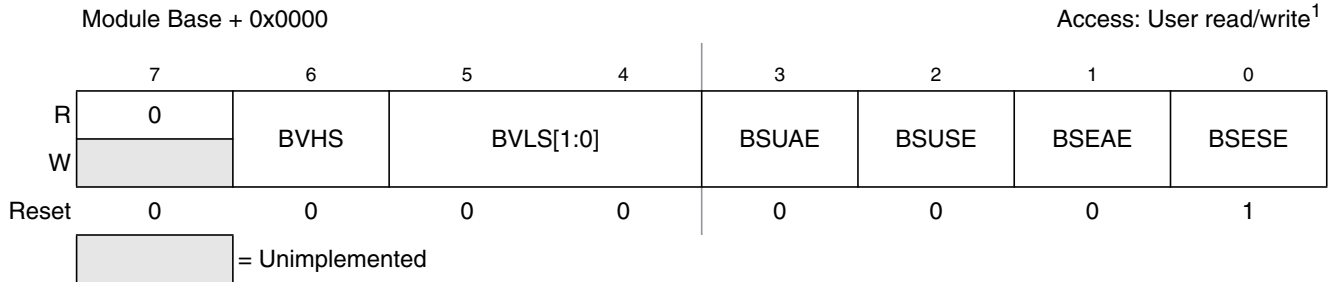 Module Base + 0x0000 Access: User read/write1
7 6 5 4 3 2 1 0
R 0 BVHS BVLS[1:0] BSUAE BSUSE BSEAE BSESE
W
Reset 0 0 0 0 0 0 0 1
= Unimplemented